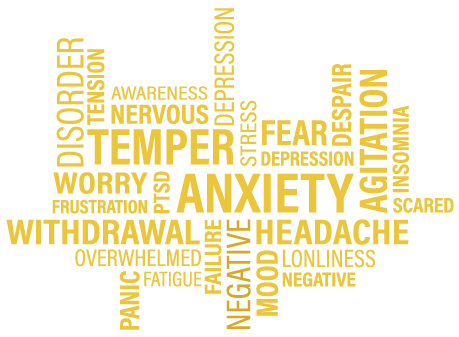 DISORDER
TENSION
AWARENESS
NERVOUS
DEPRESSION
TEMPER
STRESS
FEAR
DESPAIR
DEPRESSION
AGITATION
INSOMNIA
WORRY
FRUSTRATION
PTSD
ANXIETY
SCARED
WITHDRAWAL
FAILURE
NEGATIVE
HEADACHE
OVERWHELMED
MOOD
LONLINESS
PANIC
FATIGUE
NEGATIVE